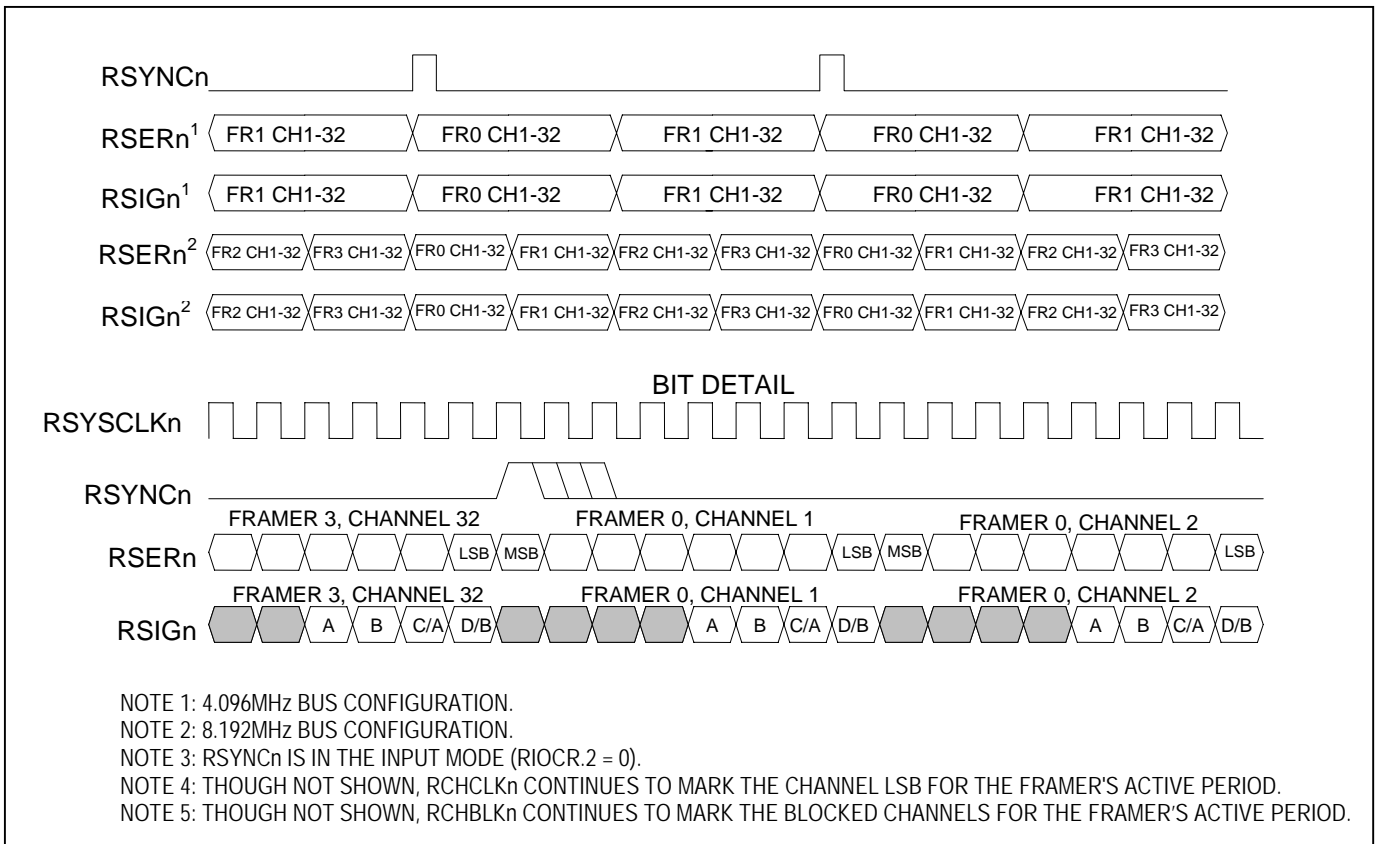 RSYNCn
RSERn1 FR1 CH1-32 FR0 CH1-32 FR1 CH1-32 FR0 CH1-32 FR1 CH1-32
RSIGn1 FR1 CH1-32 FR0 CH1-32 FR1 CH1-32 FR0 CH1-32 FR1 CH1-32
RSERn2 FR2 CH1-32 FR3 CH1-32 FR0 CH1-32 FR1 CH1-32 FR2 CH1-32 FR3 CH1-32 FR0 CH1-32 FR1 CH1-32 FR2 CH1-32 FR3 CH1-32
RSIGn2 FR2 CH1-32 FR3 CH1-32 FR0 CH1-32 FR1 CH1-32 FR2 CH1-32 FR3 CH1-32 FR0 CH1-32 FR1 CH1-32 FR2 CH1-32 FR3 CH1-32
BIT DETAIL
RSYSCLKn
RSYNCn
FRAMER 3, CHANNEL 32 FRAMER 0, CHANNEL 1 FRAMER 0, CHANNEL 2
RSERn LSB MSB LSB MSB LSB
FRAMER 3, CHANNEL 32 FRAMER 0, CHANNEL 1 FRAMER 0, CHANNEL 2
RSIGn A B C/A D/B A B C/A D/B A B C/A D/B
NOTE 1: 4.096MHz BUS CONFIGURATION.
NOTE 2: 8.192MHz BUS CONFIGURATION.
NOTE 3: RSYNCn IS IN THE INPUT MODE (RIOCR.2 = 0).
NOTE 4: THOUGH NOT SHOWN, RCHCLKn CONTINUES TO MARK THE CHANNEL LSB FOR THE FRAMER'S ACTIVE PERIOD.
NOTE 5: THOUGH NOT SHOWN, RCHBLKn CONTINUES TO MARK THE BLOCKED CHANNELS FOR THE FRAMER’S ACTIVE PERIOD.